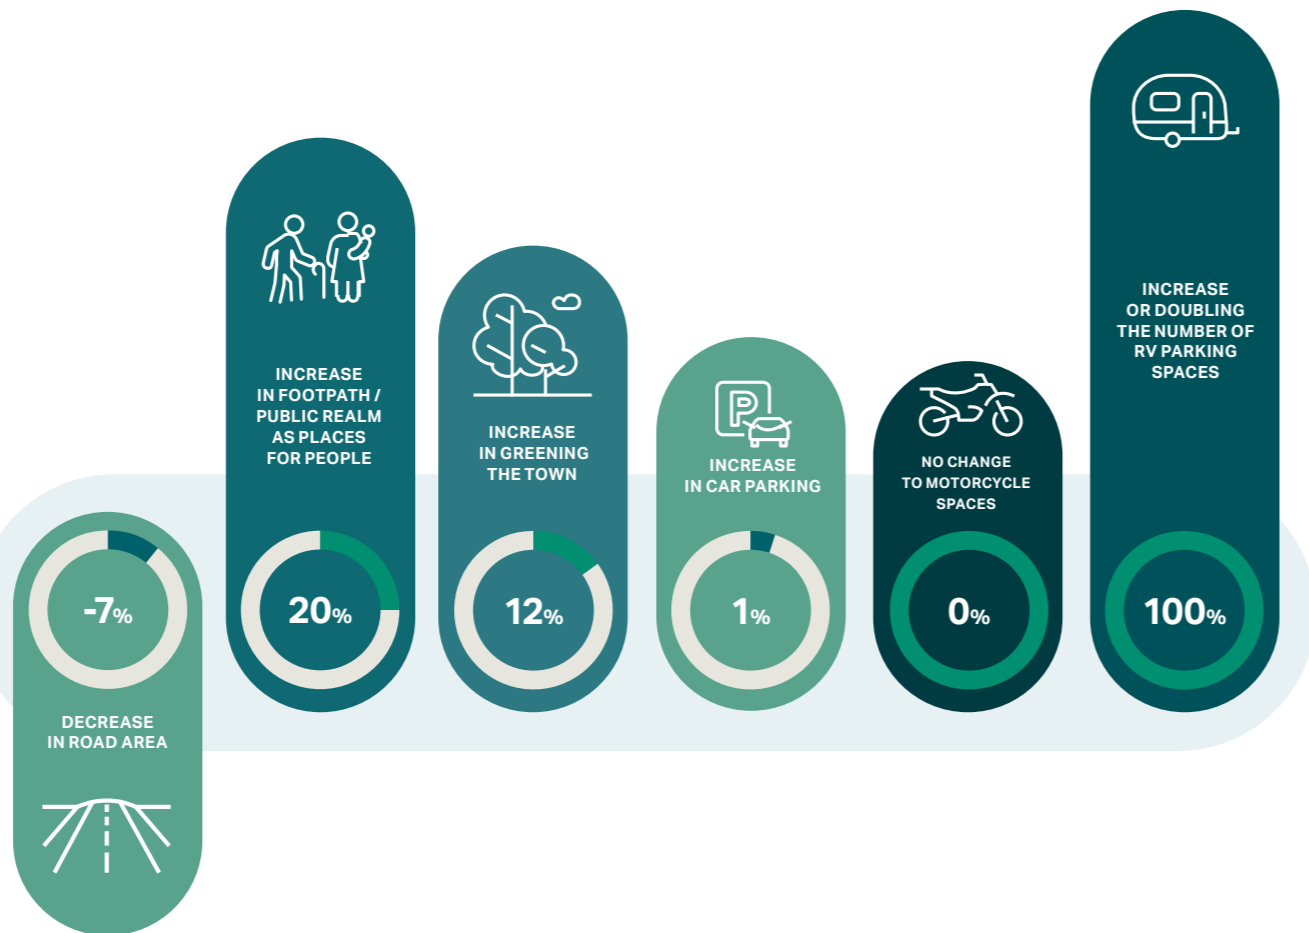 -7%
DECREASE
IN ROAD AREA
INCREASE
IN FOOTPATH /
PUBLIC REALM
AS PLACES
FOR PEOPLE
20%
INCREASE
IN GREENING
THE TOWN
12%
P
INCREASE
IN CAR PARKING
1%
NO CHANGE
TO MOTORCYCLE
SPACES
0%
INCREASE
OR DOUBLING
THE NUMBER OF
RV PARKING
SPACES
100%